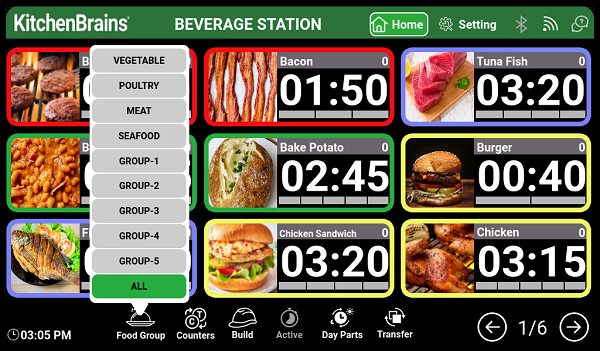 KitchenBrains®
BEVERAGE STATION
Home
Setting
VEGETABLE
POULTRY
MEAT
SEAFOOD
GROUP-1
GROUP-2
GROUP-3
GROUP-4
GROUP-5
ALL
B
Bacon 0
01:50
Tuna Fish 0
03:20
B
Bake Potato 0
02:45
Burger 0
00:40
F
Chicken Sandwich 0
03:20
Chicken 0
03:15
03:05 PM
Food Group
Counters
Build
Active
Day Parts
Transfer
1/6